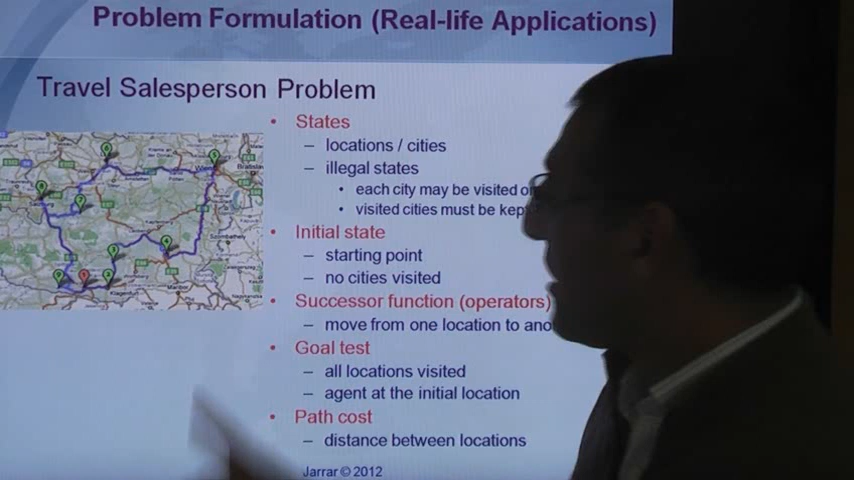 Problem Formulation (Real-life Applications)
Travel Salesperson Problem
• States
– locations / cities
– illegal states
• each city may be visited
• visited cities must be kep
• Initial state
– starting point
– no cities visited
• Successor function (operators)
– move from one location to ano
• Goal test
– all locations visited
– agent at the initial location
• Path cost
– distance between locations
Jarrar © 2012